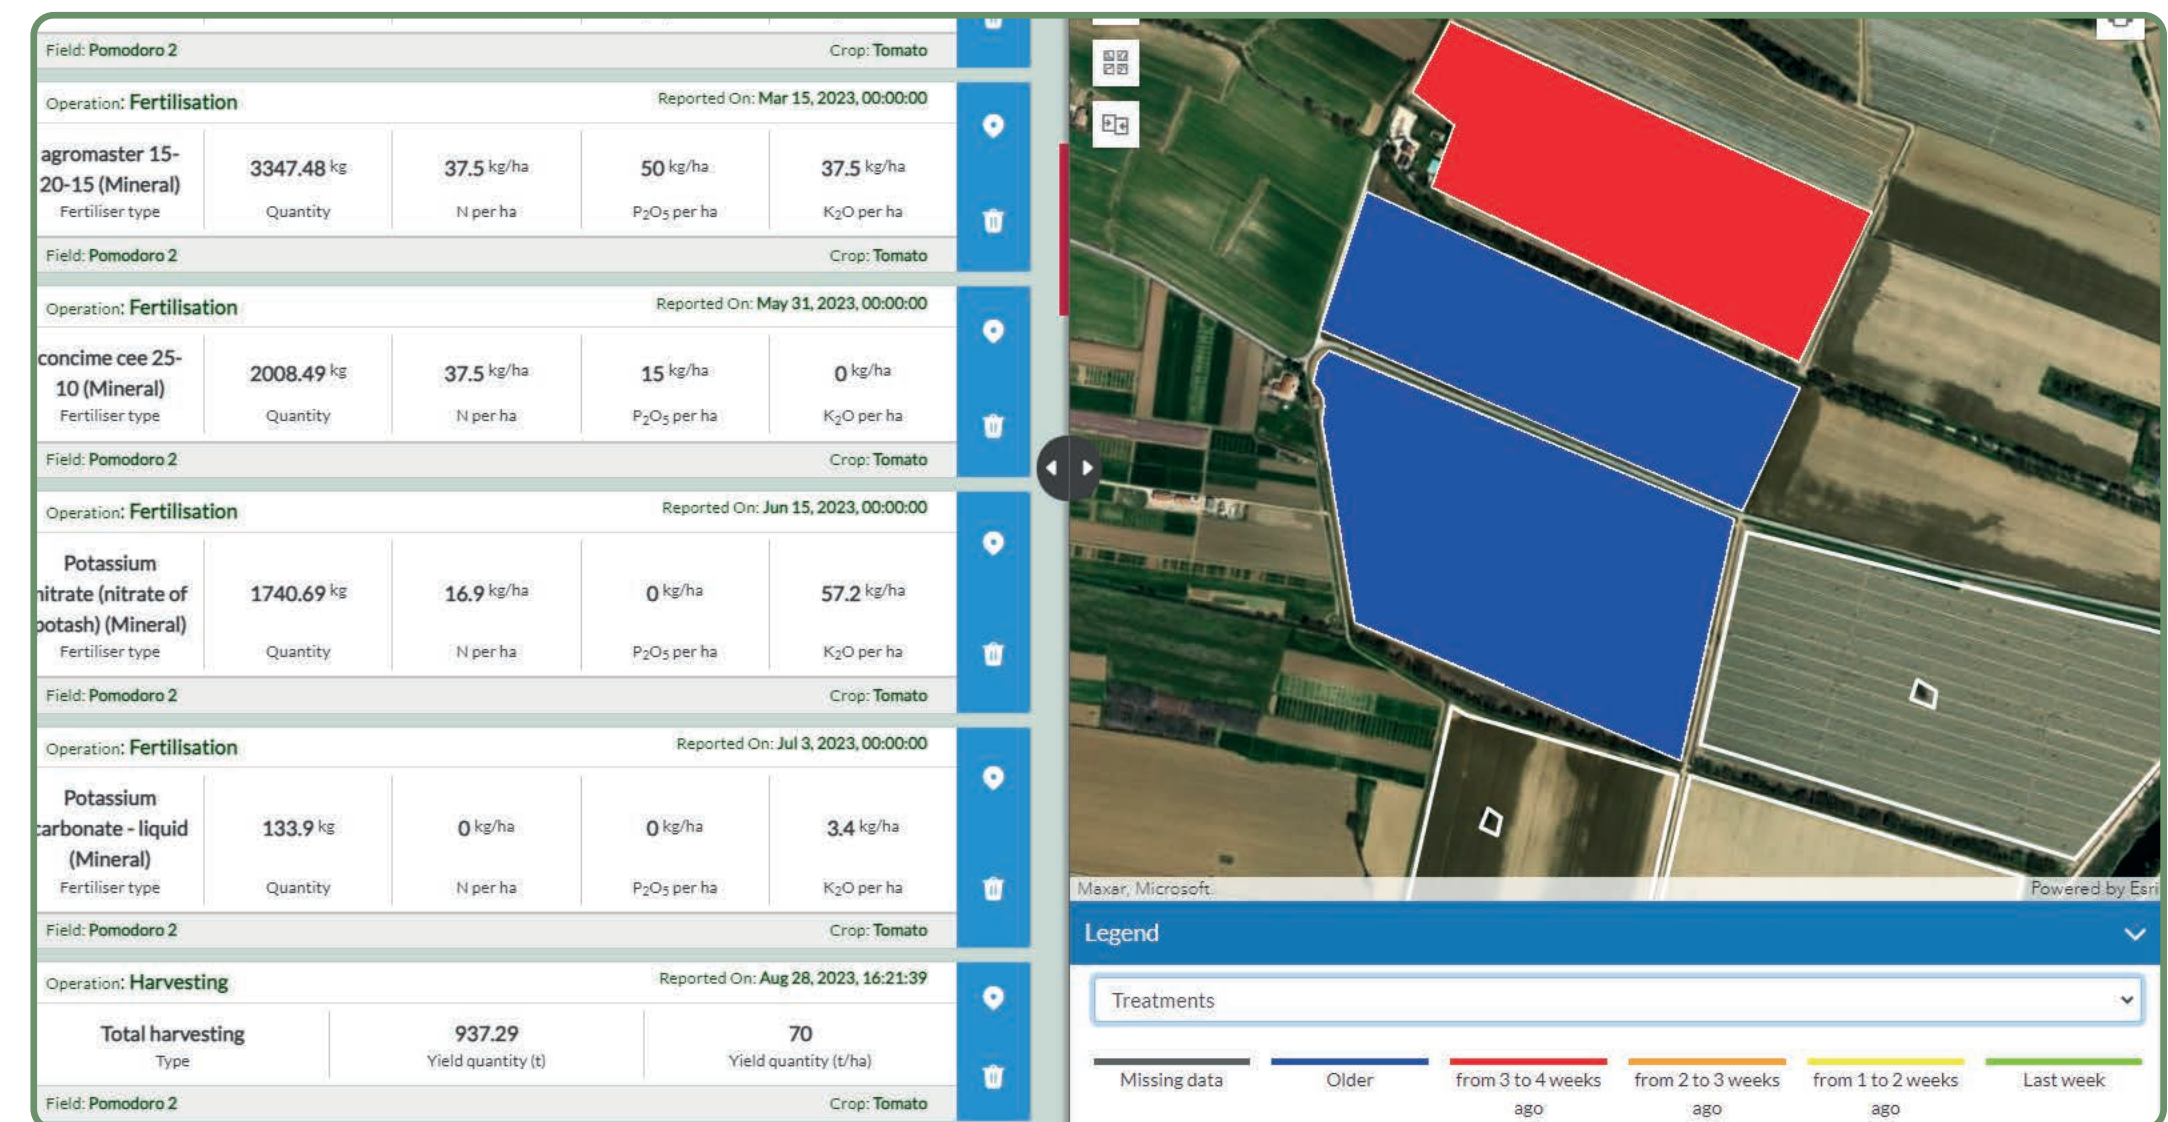 Field: Pomodoro 2 Crop: Tomato
Operation: Fertilisation Reported On: Mar 15, 2023, 00:00:00
agromaster 15-
20-15 (Mineral)
Fertiliser type
3347.48 kg
Quantity
37.5 kg/ha
N per ha
50 kg/ha
P2O5 per ha
37.5 kg/ha
K2O per ha
Field: Pomodoro 2 Crop: Tomato
Operation: Fertilisation Reported On: May 31, 2023, 00:00:00
concime cee 25-
10 (Mineral)
Fertiliser type
2008.49 kg
Quantity
37.5 kg/ha
N per ha
15 kg/ha
P2O5 per ha
0 kg/ha
K2O per ha
Field: Pomodoro 2 Crop: Tomato
Operation: Fertilisation Reported On: Jun 15, 2023, 00:00:00
Potassium
nitrate (nitrate of
potash) (Mineral)
Fertiliser type
1740.69 kg
Quantity
16.9 kg/ha
N per ha
0 kg/ha
P2O5 per ha
57.2 kg/ha
K2O per ha
Field: Pomodoro 2 Crop: Tomato
Operation: Fertilisation Reported On: Jul 3, 2023, 00:00:00
Potassium
carbonate - liquid
(Mineral)
Fertiliser type
133.9 kg
Quantity
0 kg/ha
N per ha
0 kg/ha
P2O5 per ha
3.4 kg/ha
K2O per ha
Field: Pomodoro 2 Crop: Tomato
Operation: Harvesting Reported On: Aug 28, 2023, 16:21:39
Total harvesting
Type
937.29
Yield quantity (t)
70
Yield quantity (t/ha)
Field: Pomodoro 2 Crop: Tomato
Maxar, Microsoft Powered by Esri
Legend
Treatments
Missing data
Older
from 3 to 4 weeks
ago
from 2 to 3 weeks
ago
from 1 to 2 weeks
ago
Last week